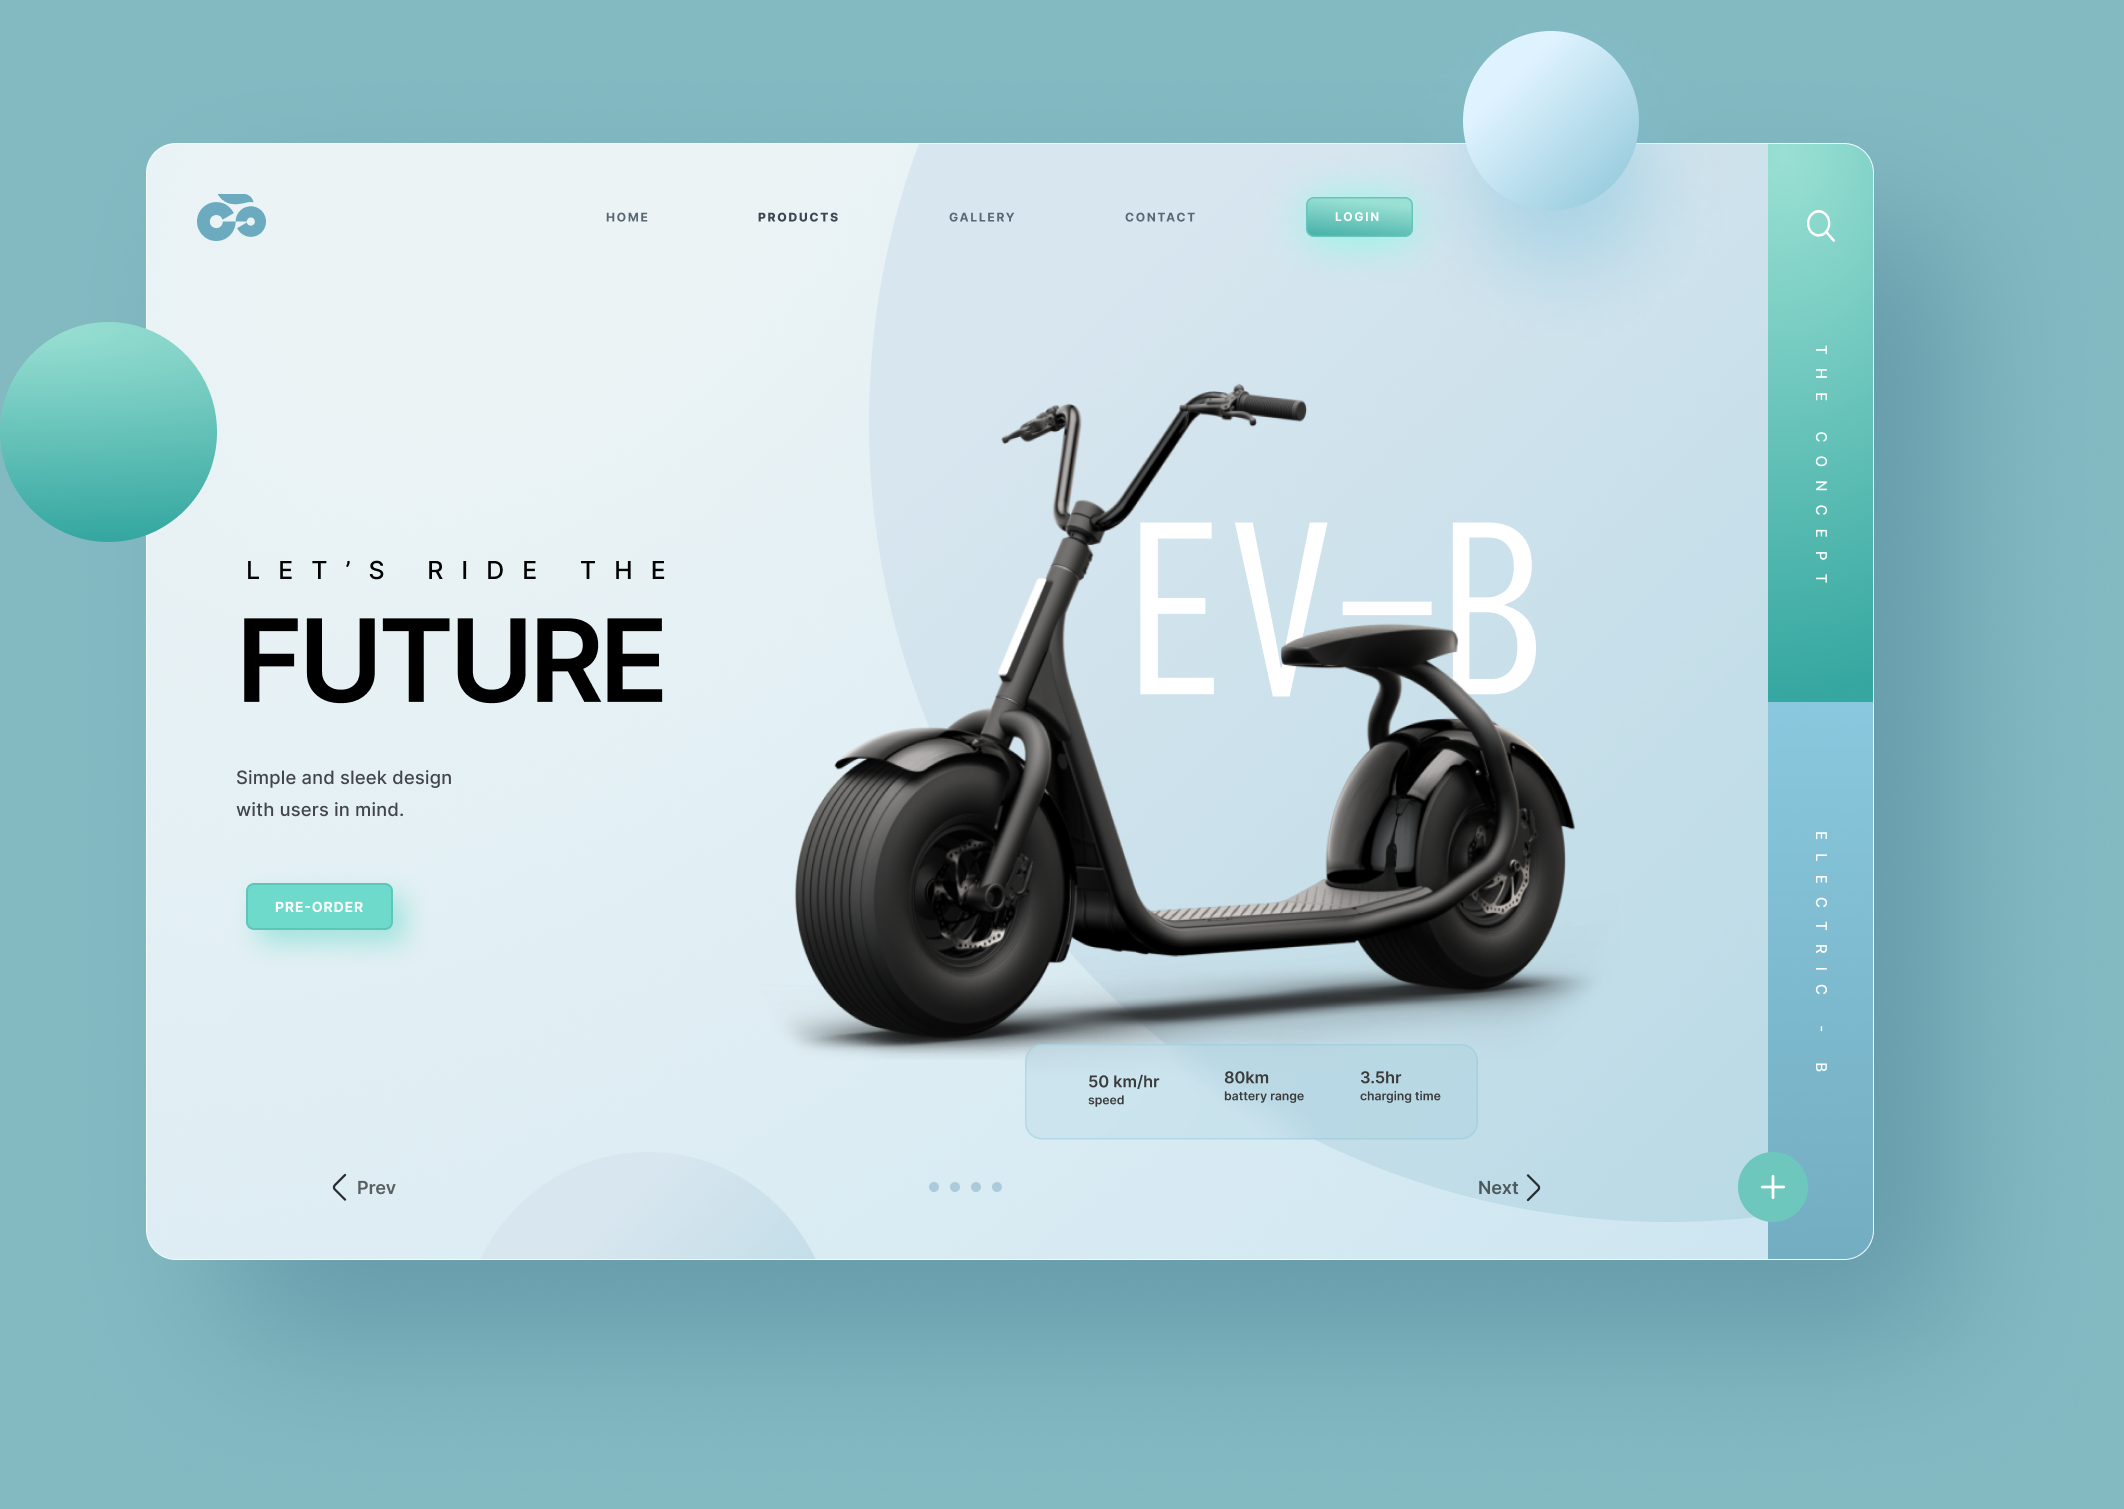 HOME PRODUCTS GALLERY CONTACT LOGIN
THE CONCEPT
EV-B
LET’S RIDE THE
FUTURE
Simple and sleek design
with users in mind.
PRE-ORDER
ELECTRIC - B
50 km/hr
speed
80km
battery range
3.5hr
charging time
Prev
Next